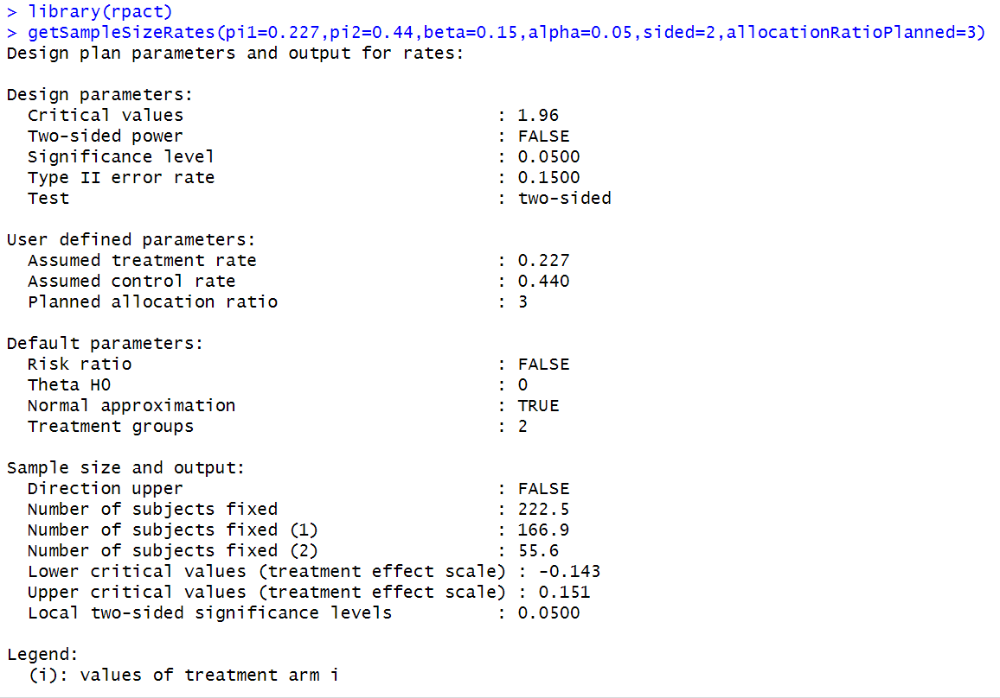 > library(rpact)
> getSampleSizeRates(pi1=0.227,pi2=0.44,beta=0.15,alpha=0.05,sided=2,allocationRatioPlanned=3)
Design plan parameters and output for rates:
Design parameters:
Critical values : 1.96
Two-sided power : FALSE
Significance level : 0.0500
Type II error rate : 0.1500
Test : two-sided
User defined parameters:
Assumed treatment rate : 0.227
Assumed control rate : 0.440
Planned allocation ratio : 3
Default parameters:
Risk ratio : FALSE
Theta H0 : 0
Normal approximation : TRUE
Treatment groups : 2
Sample size and output:
Direction upper : FALSE
Number of subjects fixed : 222.5
Number of subjects fixed (1) : 166.9
Number of subjects fixed (2) : 55.6
Lower critical values (treatment effect scale) : -0.143
Upper critical values (treatment effect scale) : 0.151
Local two-sided significance levels : 0.0500
Legend:
(i): values of treatment arm i